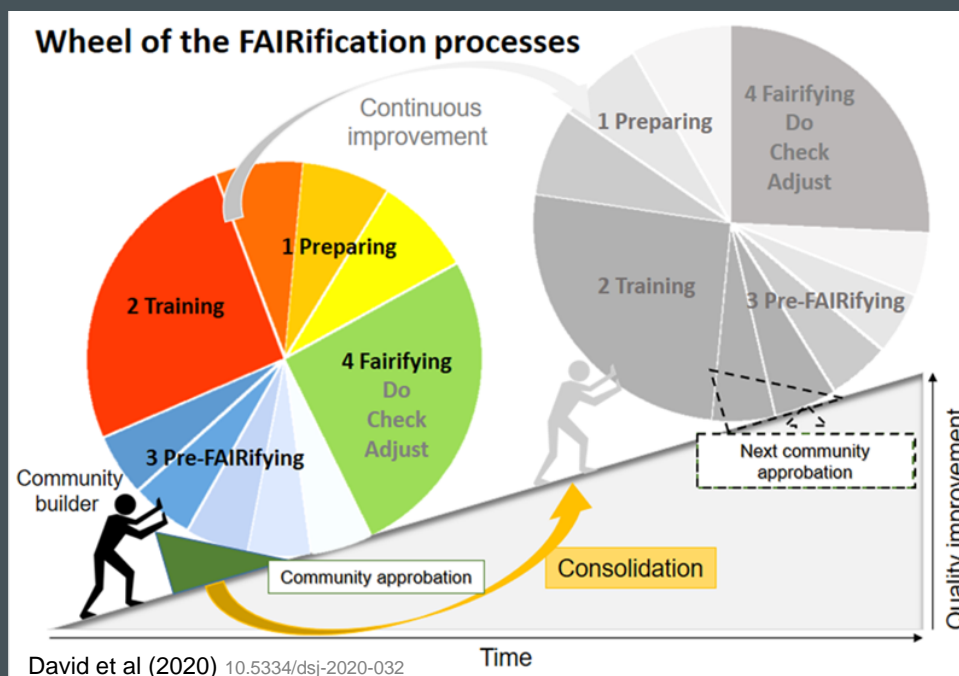 Wheel of the FAIRification processes
Continuous
improvement
1 Preparing
4 Fairifying
Do
Check
Adjust
2 Training
3 Pre-FAIRifying
1 Preparing
2 Training
4 Fairifying
Do
Check
Adjust
3 Pre-FAIRifying
Community
builder
Next community
approbation
Community approbation
Consolidation
Quality improvement
Time
David et al (2020) 10.5334/dsj-2020-032